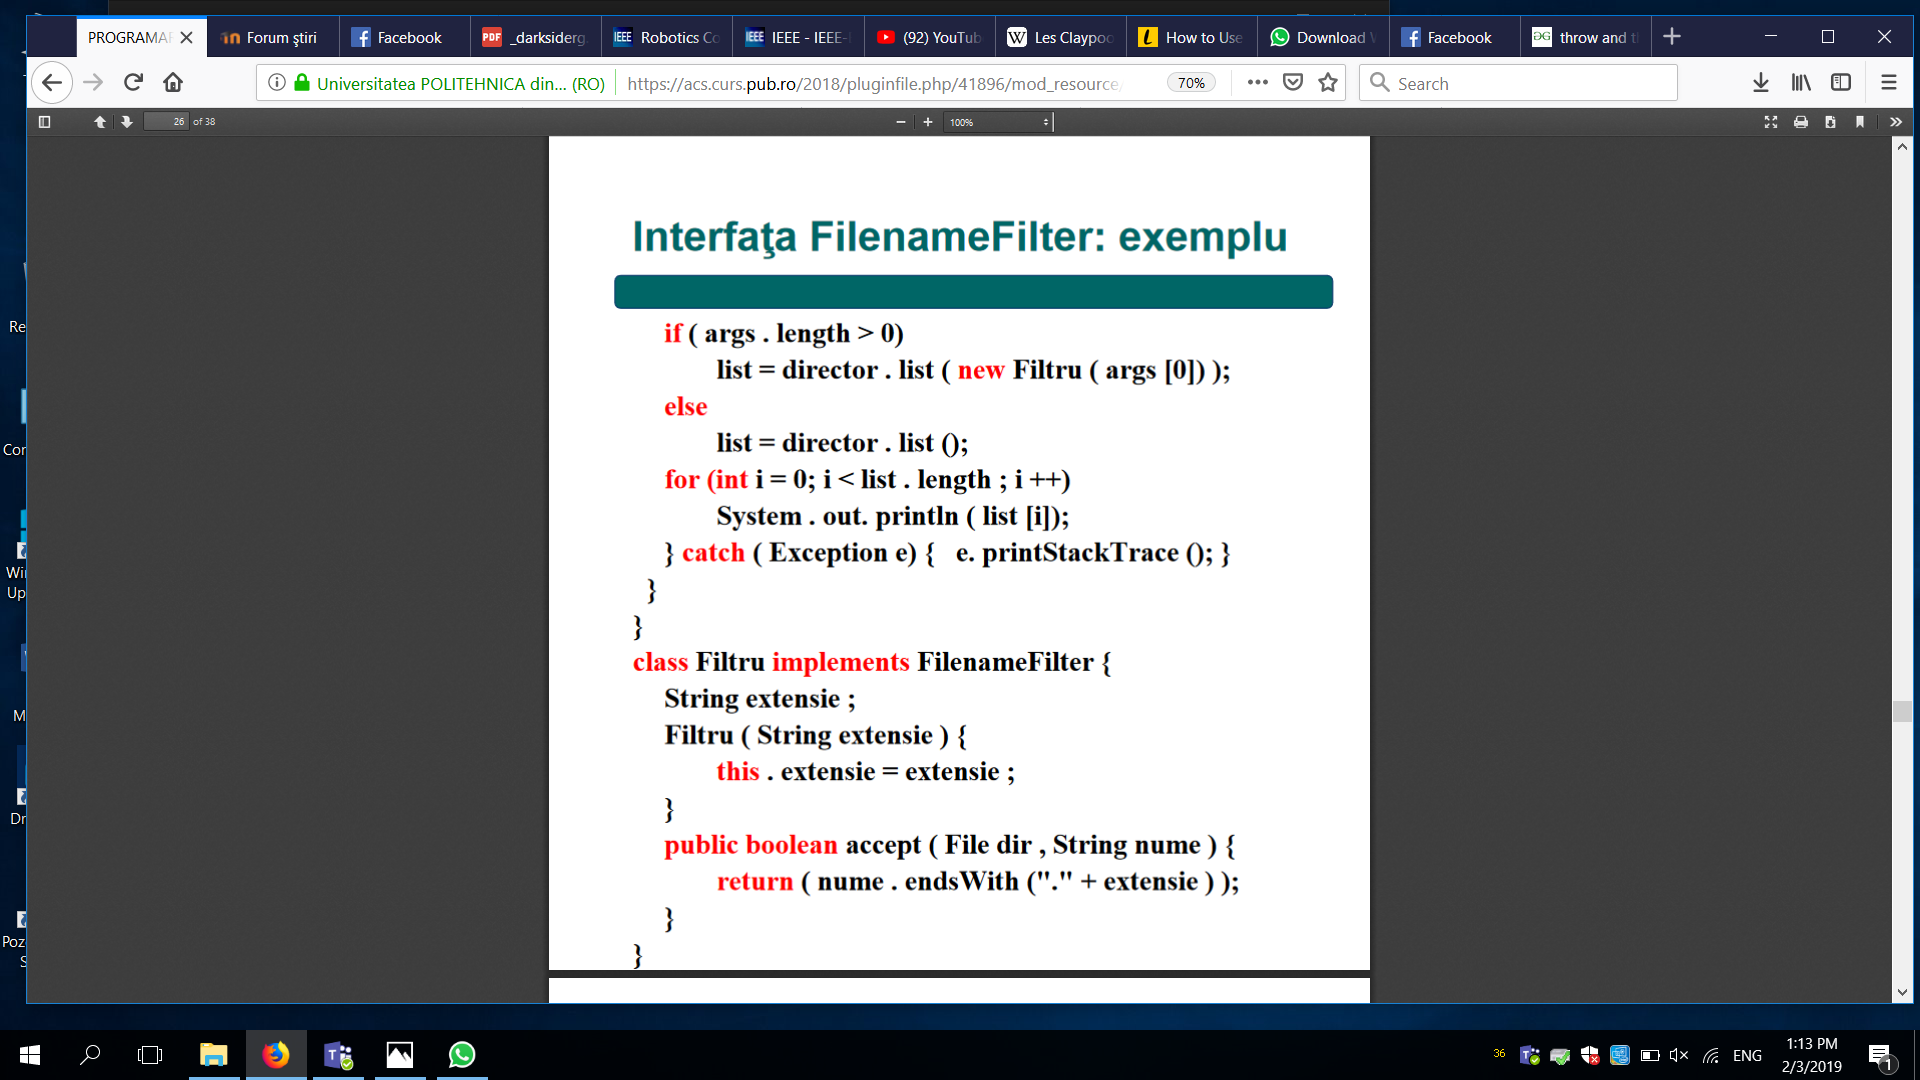 PROGRAMAR
Forum ştiri
Facebook
_darksiderg
Robotics Co
IEEE - IEEE-
(92) YouTub
Les Claypoo
How to Use
Download
Facebook
throw and t
Universitatea POLITEHNICA din... (RO)
https://acs.curs.pub.ro/2018/pluginfile.php/41896/mod_resource/
70%
Search
26 of 38
100%
Interfaţa FilenameFilter: exemplu
if ( args . length > 0)
list = director . list ( new Filtru ( args [0]) );
else
list = director . list ();
for (int i = 0; i < list . length ; i ++)
System . out. println ( list [i]);
} catch ( Exception e) { e. printStackTrace (); }
}
}
class Filtru implements FilenameFilter {
String extensie ;
Filtru ( String extensie ) {
this . extensie = extensie ;
}
public boolean accept ( File dir , String nume ) {
return ( nume . endsWith ("." + extensie ) );
}
}
Re
Cor
Win
Up
M
Dr
Poz
S
36
ENG
1:13 PM
2/3/2019
1